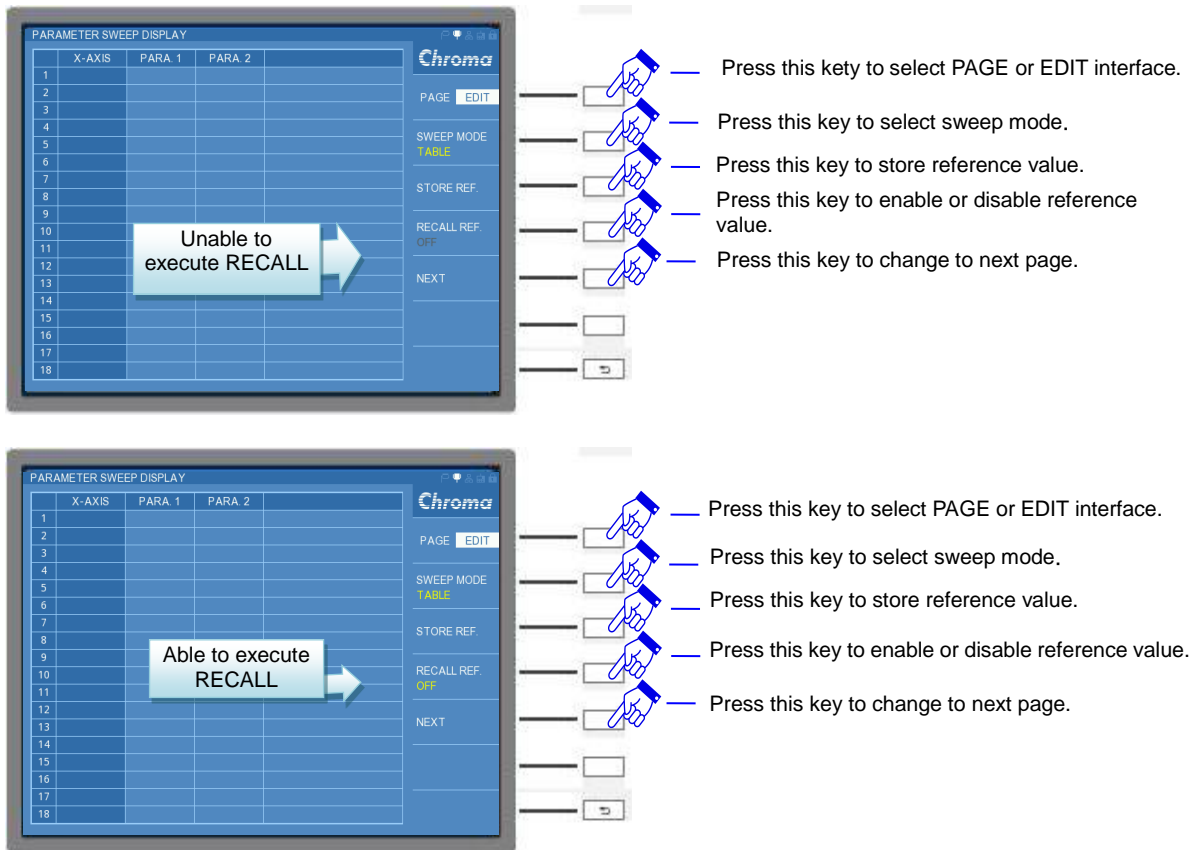 PARAMETER SWEEP DISPLAY
X-AXIS PARA. 1 PARA. 2
Chroma
1
2
3
4
5
6
7
8
9
10
11
12
13
14
15
16
17
18
PAGE EDIT
SWEEP MODE
TABLE
STORE REF.
RECALL REF.
OFF
NEXT
Unable to
execute RECALL
Press this kety to select PAGE or EDIT interface.
Press this key to select sweep mode.
Press this key to store reference value.
Press this key to enable or disable reference
value.
Press this key to change to next page.
PARAMETER SWEEP DISPLAY
X-AXIS PARA. 1 PARA. 2
Chroma
1
2
3
4
5
6
7
8
9
10
11
12
13
14
15
16
17
18
PAGE EDIT
SWEEP MODE
TABLE
STORE REF.
RECALL REF.
OFF
NEXT
Able to execute
RECALL
Press this key to select PAGE or EDIT interface.
Press this key to select sweep mode.
Press this key to store reference value.
Press this key to enable or disable reference value.
Press this key to change to next page.